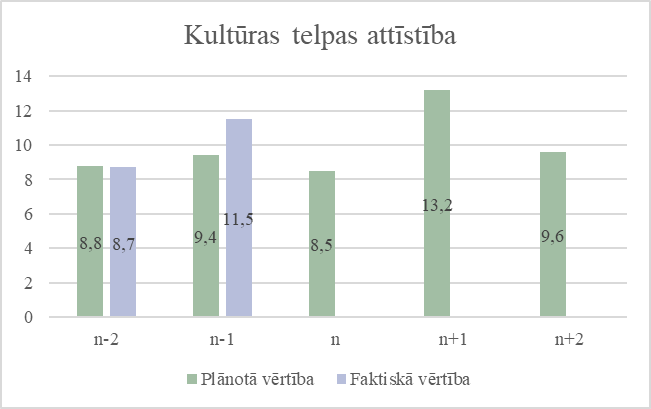 Kultūras telpas attīstība
14
12
10
8
6
4
2
0
8,8
8,7
9,4
11,5
8,5
13,2
9,6
n-2
n-1
n
n+1
n+2
Plānotā vērtība
Faktiskā vērtība